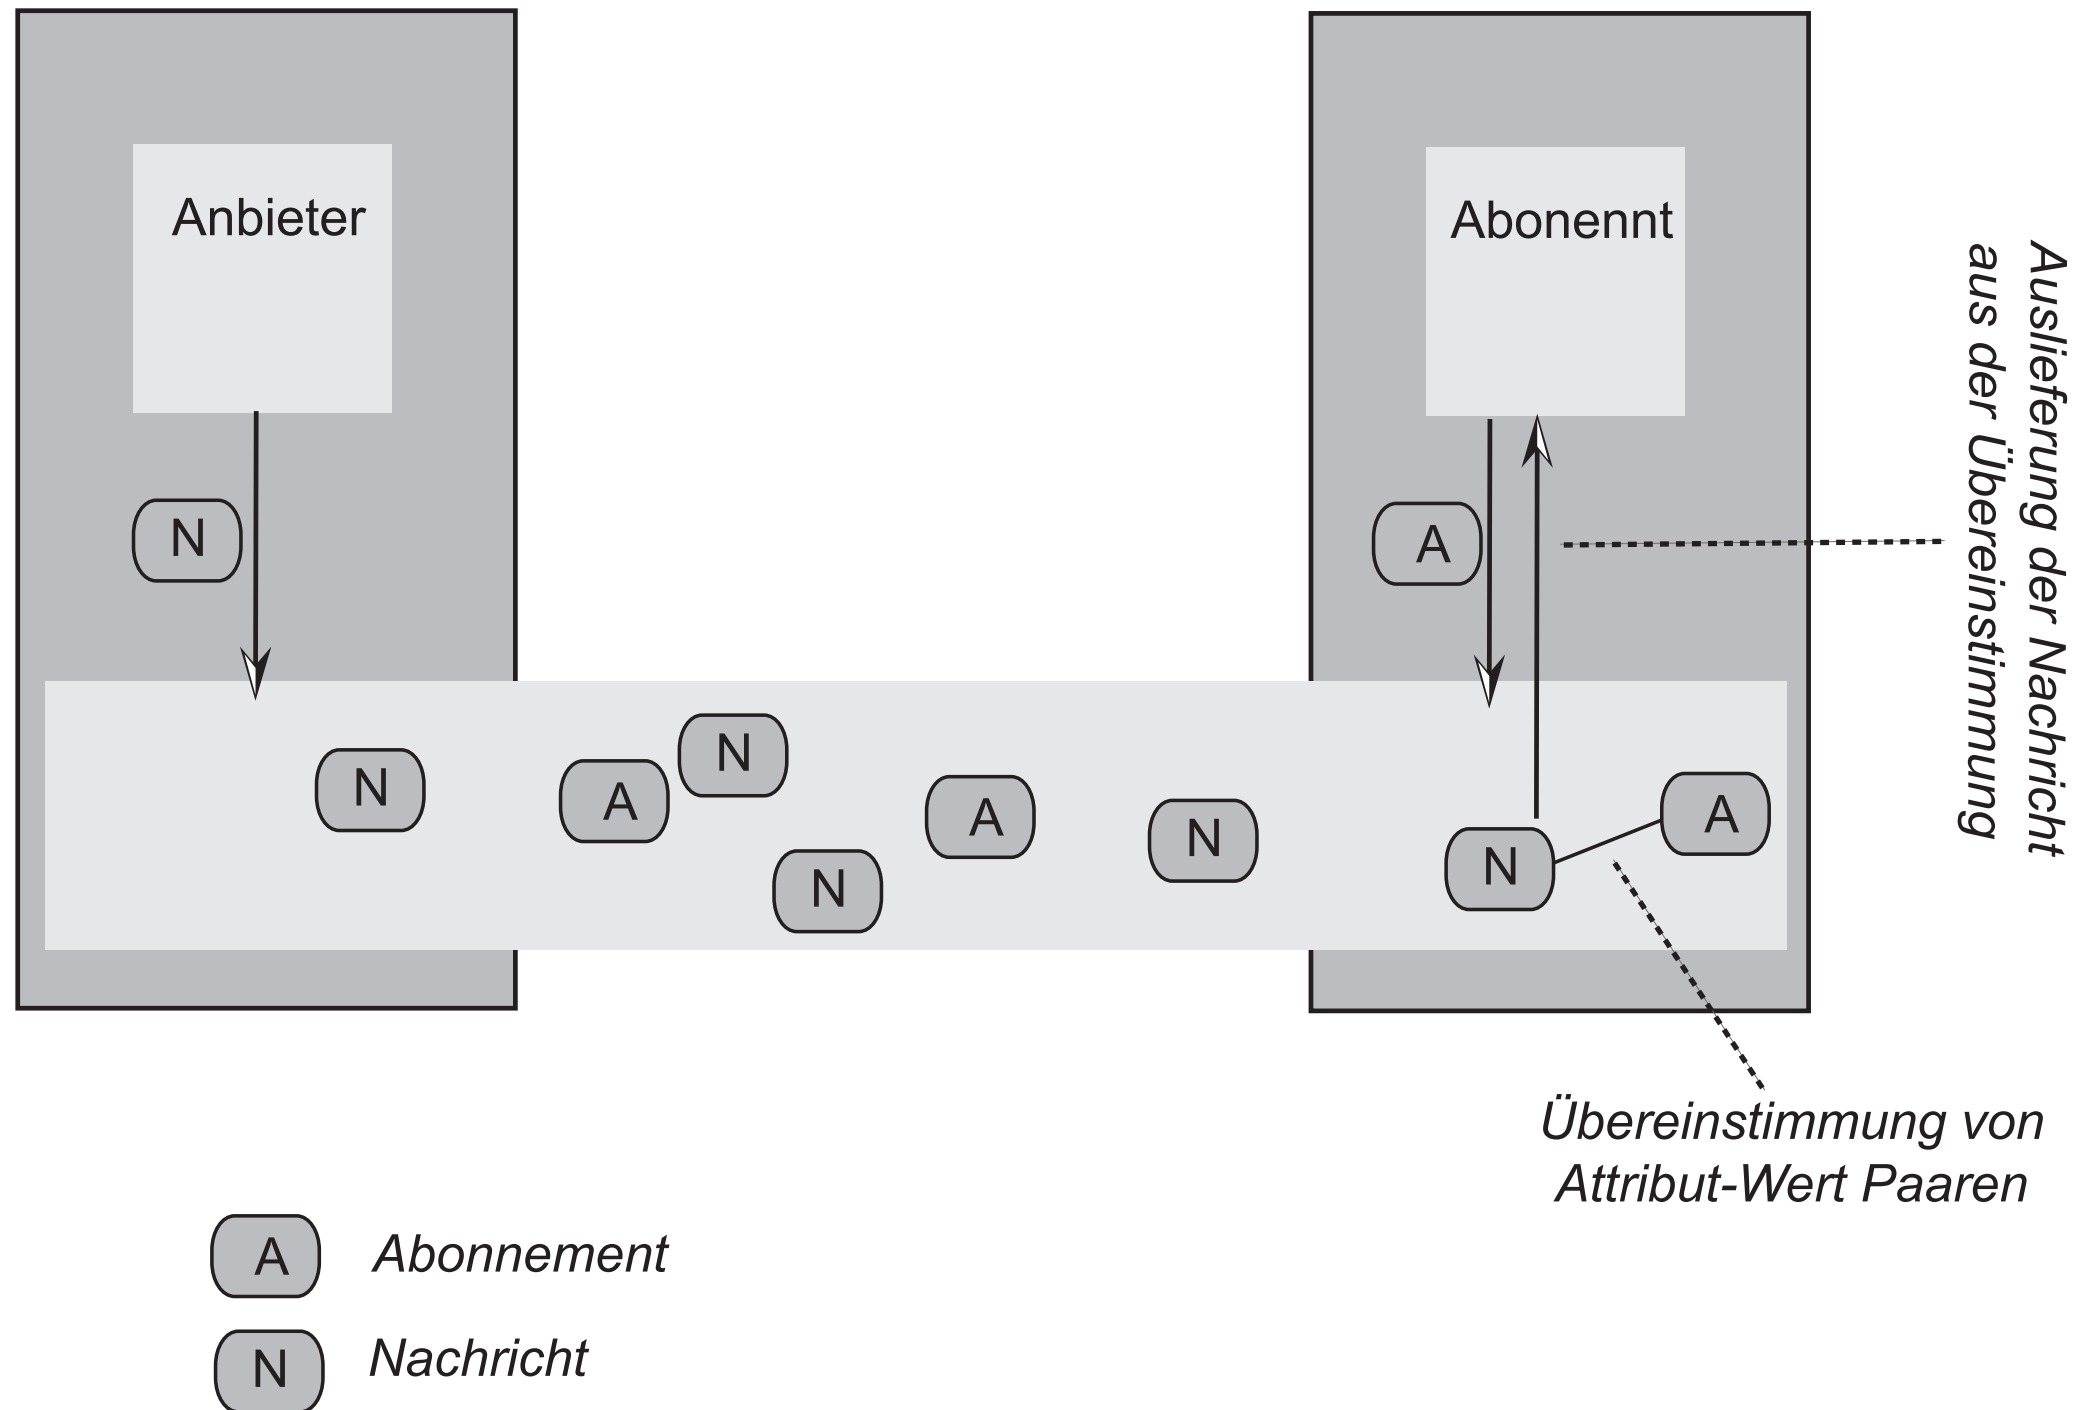 Anbieter
Abonennt
N
A
Auslieferung der Nachricht
aus der Übereinstimmung
N
A
N
N
A
N
N
A
Übereinstimmung von
Attribut-Wert Paaren
A Abonnement
N Nachricht